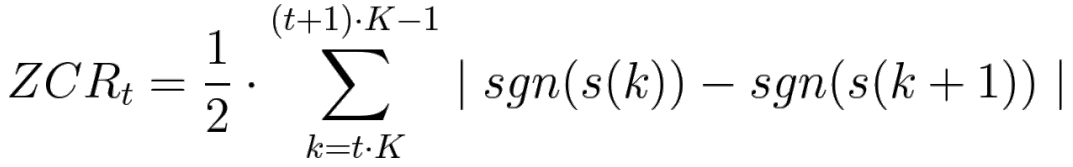 ZCR_t = \frac{1}{2} \cdot \sum_{k=t \cdot K}^{(t+1) \cdot K-1} | sgn(s(k)) - sgn(s(k+1)) |